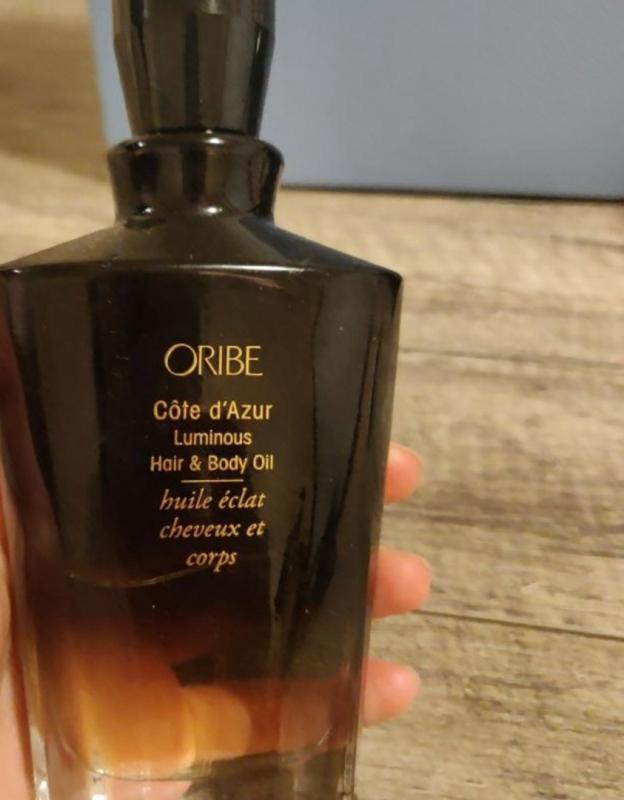 ORIBE
Côte d'Azur
Luminous
Hair & Body Oil
huile éclat
cheveux et
corps